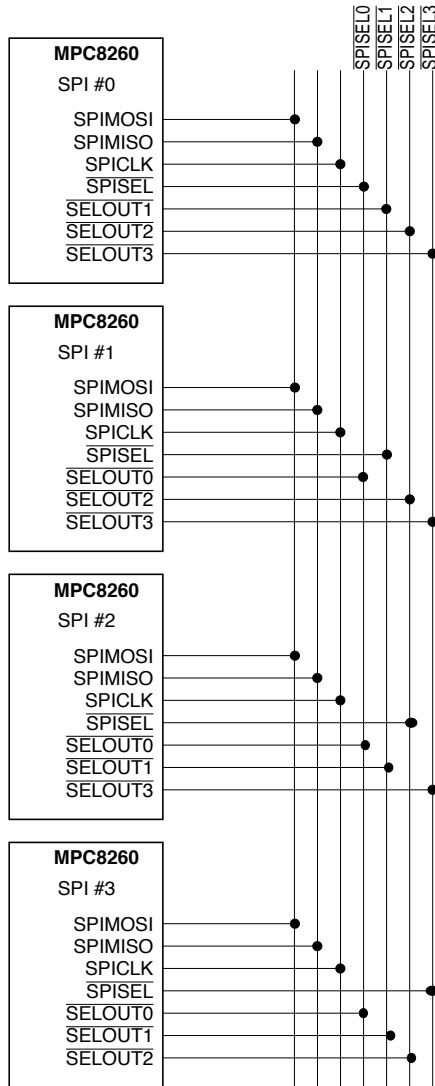 SPISEL0
SPISEL1
SPISEL2
SPISEL3
MPC8260
SPI #0
SPIMOSI
SPIMISO
SPICLK
SPISEL
SELOUT1
SELOUT2
SELOUT3
MPC8260
SPI #1
SPIMOSI
SPIMISO
SPICLK
SPISEL
SELOUT0
SELOUT2
SELOUT3
MPC8260
SPI #2
SPIMOSI
SPIMISO
SPICLK
SPISEL
SELOUT0
SELOUT1
SELOUT3
MPC8260
SPI #3
SPIMOSI
SPIMISO
SPICLK
SPISEL
SELOUT0
SELOUT1
SELOUT2